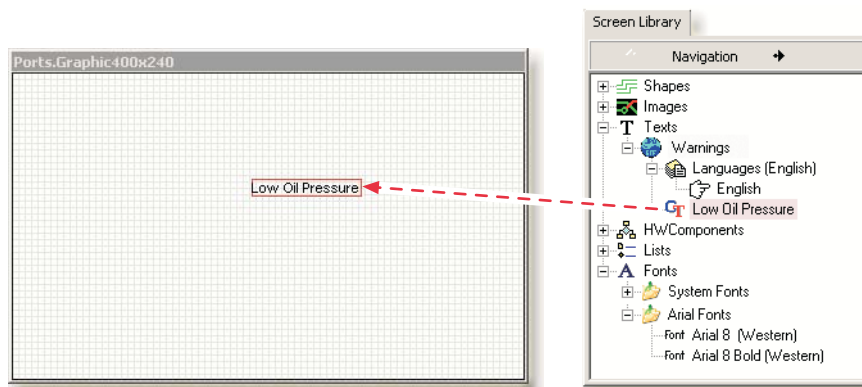 Ports.Graphic400x240
Low Oil Pressure
Screen Library
Navigation
Shapes
Images
T Texts
Warnings
Languages (English)
English
GT Low Oil Pressure
HWComponents
Lists
A Fonts
System Fonts
Arial Fonts
Font Arial 8 (Western)
Font Arial 8 Bold (Western)